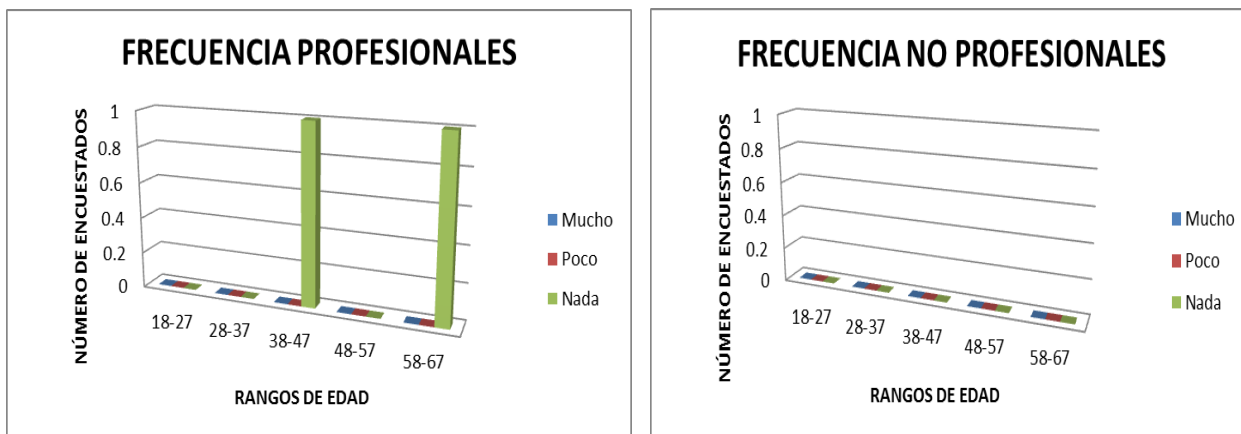 FRECUENCIA PROFESIONALES
NÚMERO DE ENCUESTADOS
1
0.8
0.6
0.4
0.2
0
18-27
28-37
38-47
48-57
58-67
RANGOS DE EDAD
Mucho
Poco
Nada
FRECUENCIA NO PROFESIONALES
NÚMERO DE ENCUESTADOS
1
0.8
0.6
0.4
0.2
0
18-27
28-37
38-47
48-57
58-67
RANGOS DE EDAD
Mucho
Poco
Nada